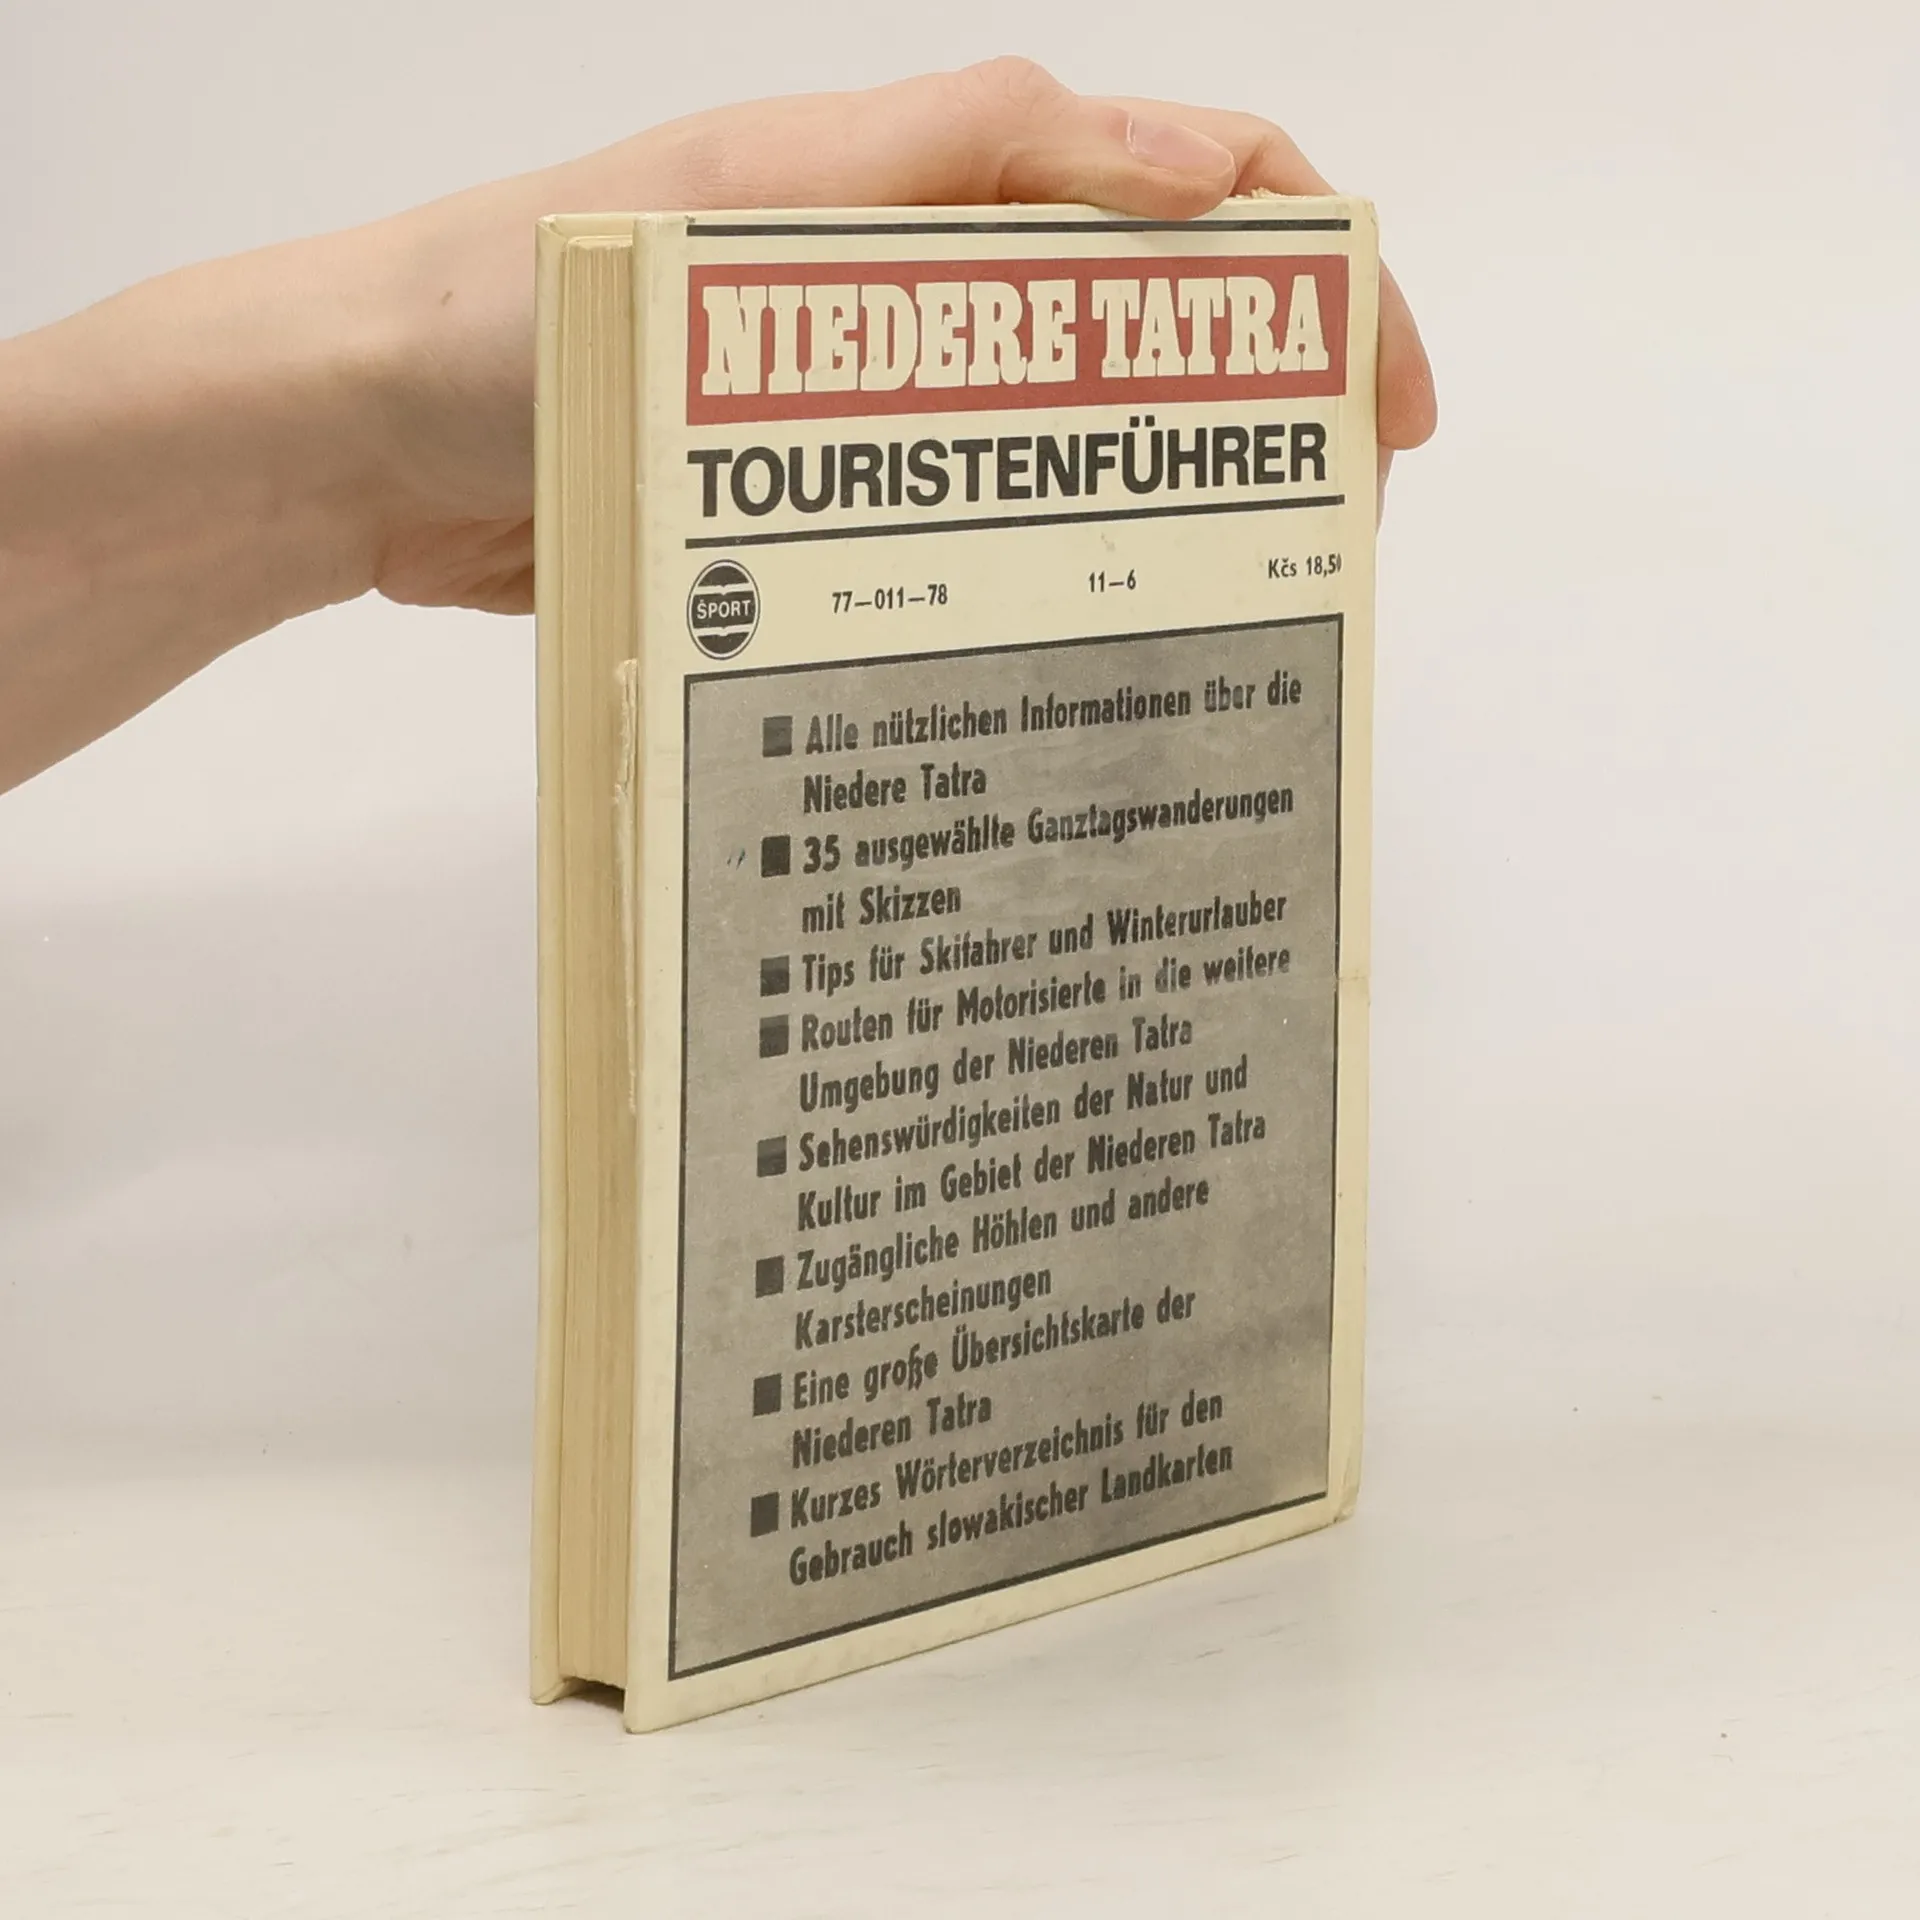 NIEDERE TATRA
TOURISTENFÜHRER
ŠPORT 77—011—78 11—6 Kčs 18,50
■ Alle nützlichen Informationen über die
Niedere Tatra
■ 35 ausgewählte Ganztagswanderungen
mit Skizzen
■ Tips für Skifahrer und Winterurlauber
■ Routen für Motorisierte in die weitere
Umgebung der Niederen Tatra
■ Sehenswürdigkeiten der Natur und
Kultur im Gebiet der Niederen Tatra
■ Zugängliche Höhlen und andere
Karsterscheinungen
■ Eine große Übersichtskarte der
Niederen Tatra
■ Kurzes Wörterverzeichnis für den
Gebrauch slowakischer Landkarten